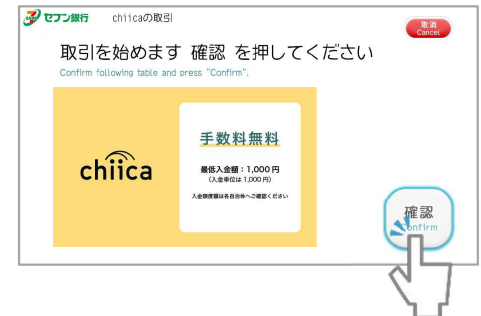 セブン銀行 chiicaの取引
取消
Cancel
取引を始めます 確認 を押してください
Confirm following table and press "Confirm".
chiica
手数料無料
最低入金額：1,000円
（入金単位は1,000円）
入金限度額は各自治体へご確認ください
確認
Confirm